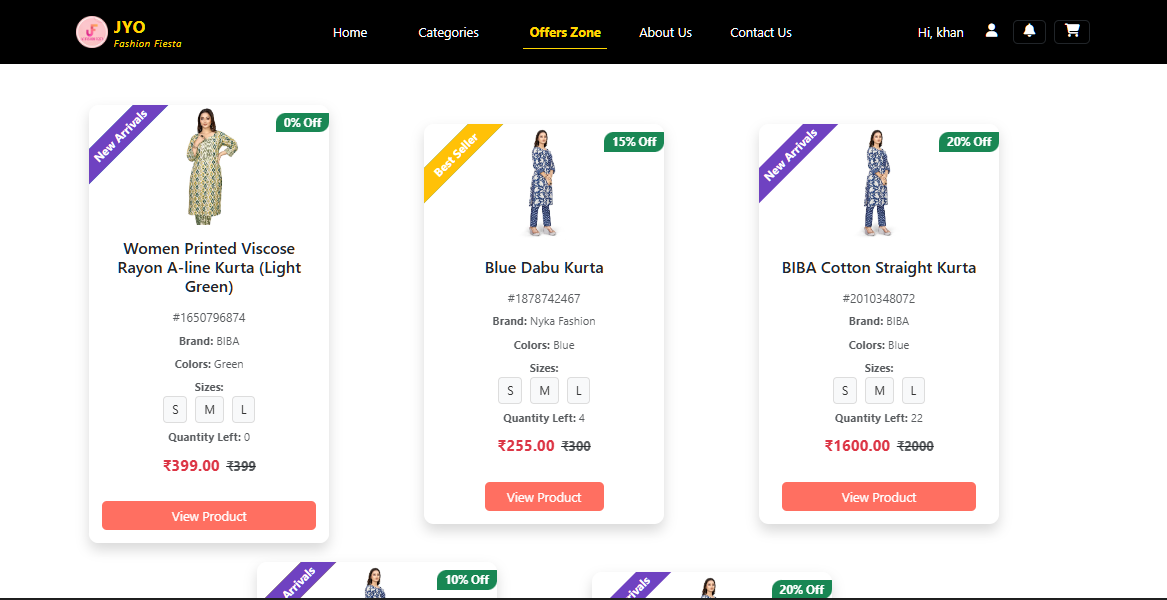 JYO
Fashion Fiesta
Home
Categories
Offers Zone
About Us
Contact Us
Hi, khan
New Arrivals
0% Off
Women Printed Viscose
Rayon A-line Kurta (Light
Green)
#1650796874
Brand: BIBA
Colors: Green
Sizes:
S M L
Quantity Left: 0
₹399.00 ₹399
View Product
Best Seller
15% Off
Blue Dabu Kurta
#1878742467
Brand: Nyka Fashion
Colors: Blue
Sizes:
S M L
Quantity Left: 4
₹255.00 ₹300
View Product
New Arrivals
20% Off
BIBA Cotton Straight Kurta
#2010348072
Brand: BIBA
Colors: Blue
Sizes:
S M L
Quantity Left: 22
₹1600.00 ₹2000
View Product
Arrivals
10% Off
20% Off